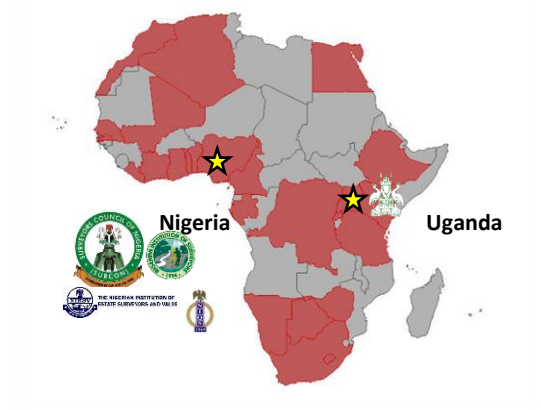 Nigeria
Uganda
SURVEYORS COUNCIL OF NIGERIA
(SURCON)
THE NIGERIAN INSTITUTION OF
ESTATE SURVEYORS AND VALUE